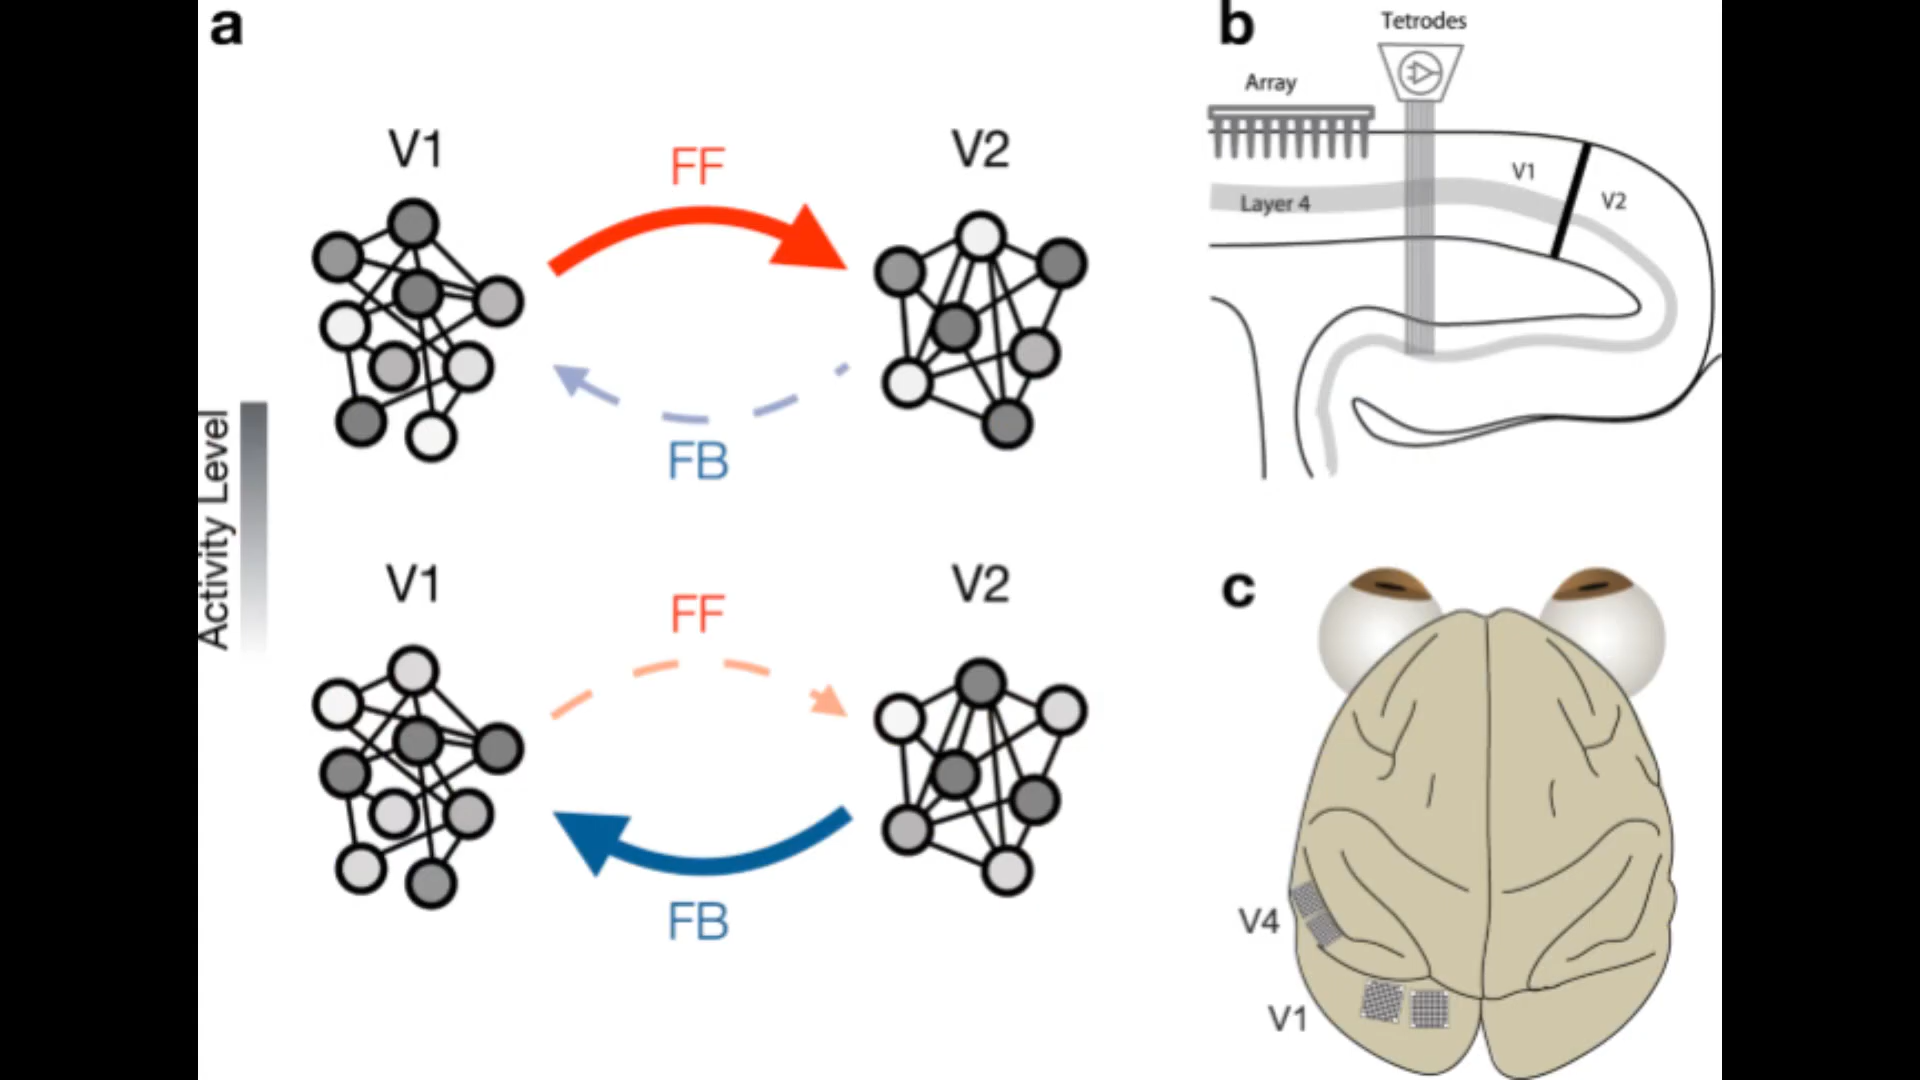 a
V1
FF
V2
FB
Activity Level
V1
FF
V2
FB
b
Tetrodes
Array
V1
V2
Layer 4
c
V4
V1